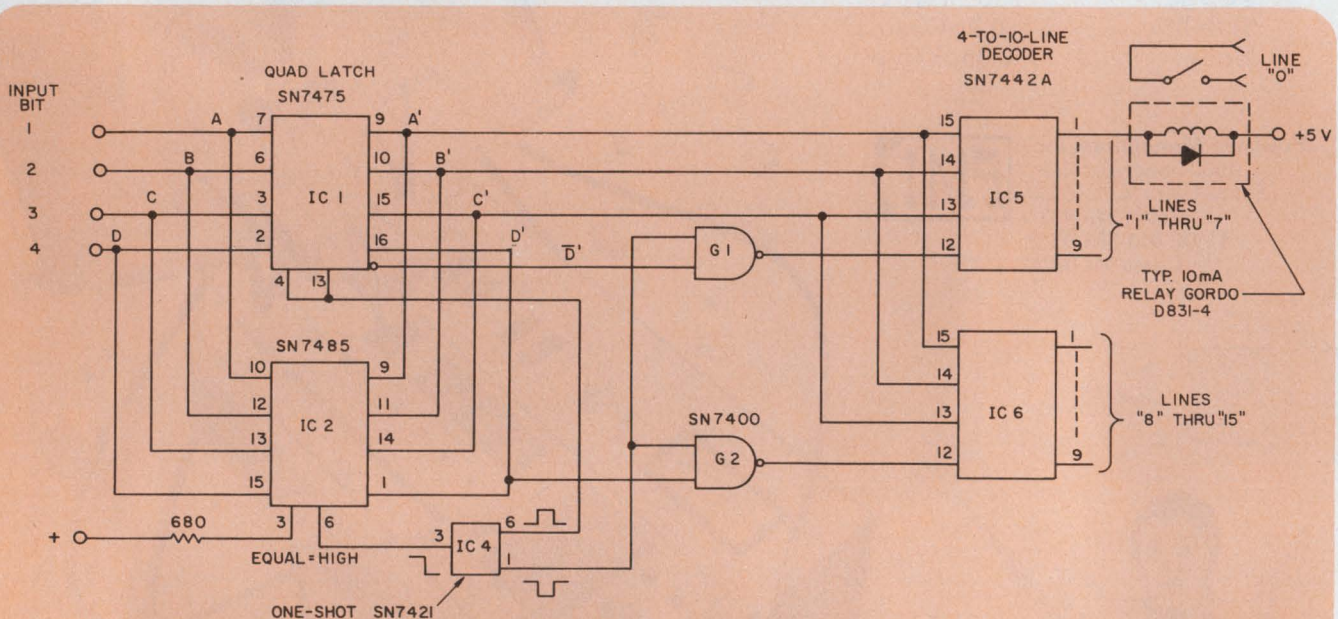 4-TO-10-LINE
DECODER
SN7442A
LINE
"0"
QUAD LATCH
SN7475
INPUT
BIT
1
2
3
4
A
B
C
D
7
6
3
2
IC 1
9
10
15
16
4
13
A'
B'
C'
D'
D̅'
G1
15
14
13
12
IC 5
1
9
+5 V
LINES
"1" THRU "7"
TYP. 10mA
RELAY GORDO
D831-4
SN7485
10
12
13
15
IC 2
9
11
14
1
3
6
680
+
EQUAL = HIGH
3
IC 4
6
1
ONE-SHOT SN7421
SN7400
G2
15
14
13
12
IC 6
1
9
LINES
"8" THRU "15"